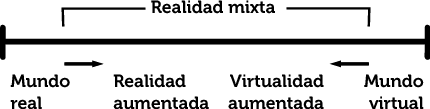 Realidad mixta
Mundo real
Realidad aumentada
Virtualidad aumentada
Mundo virtual